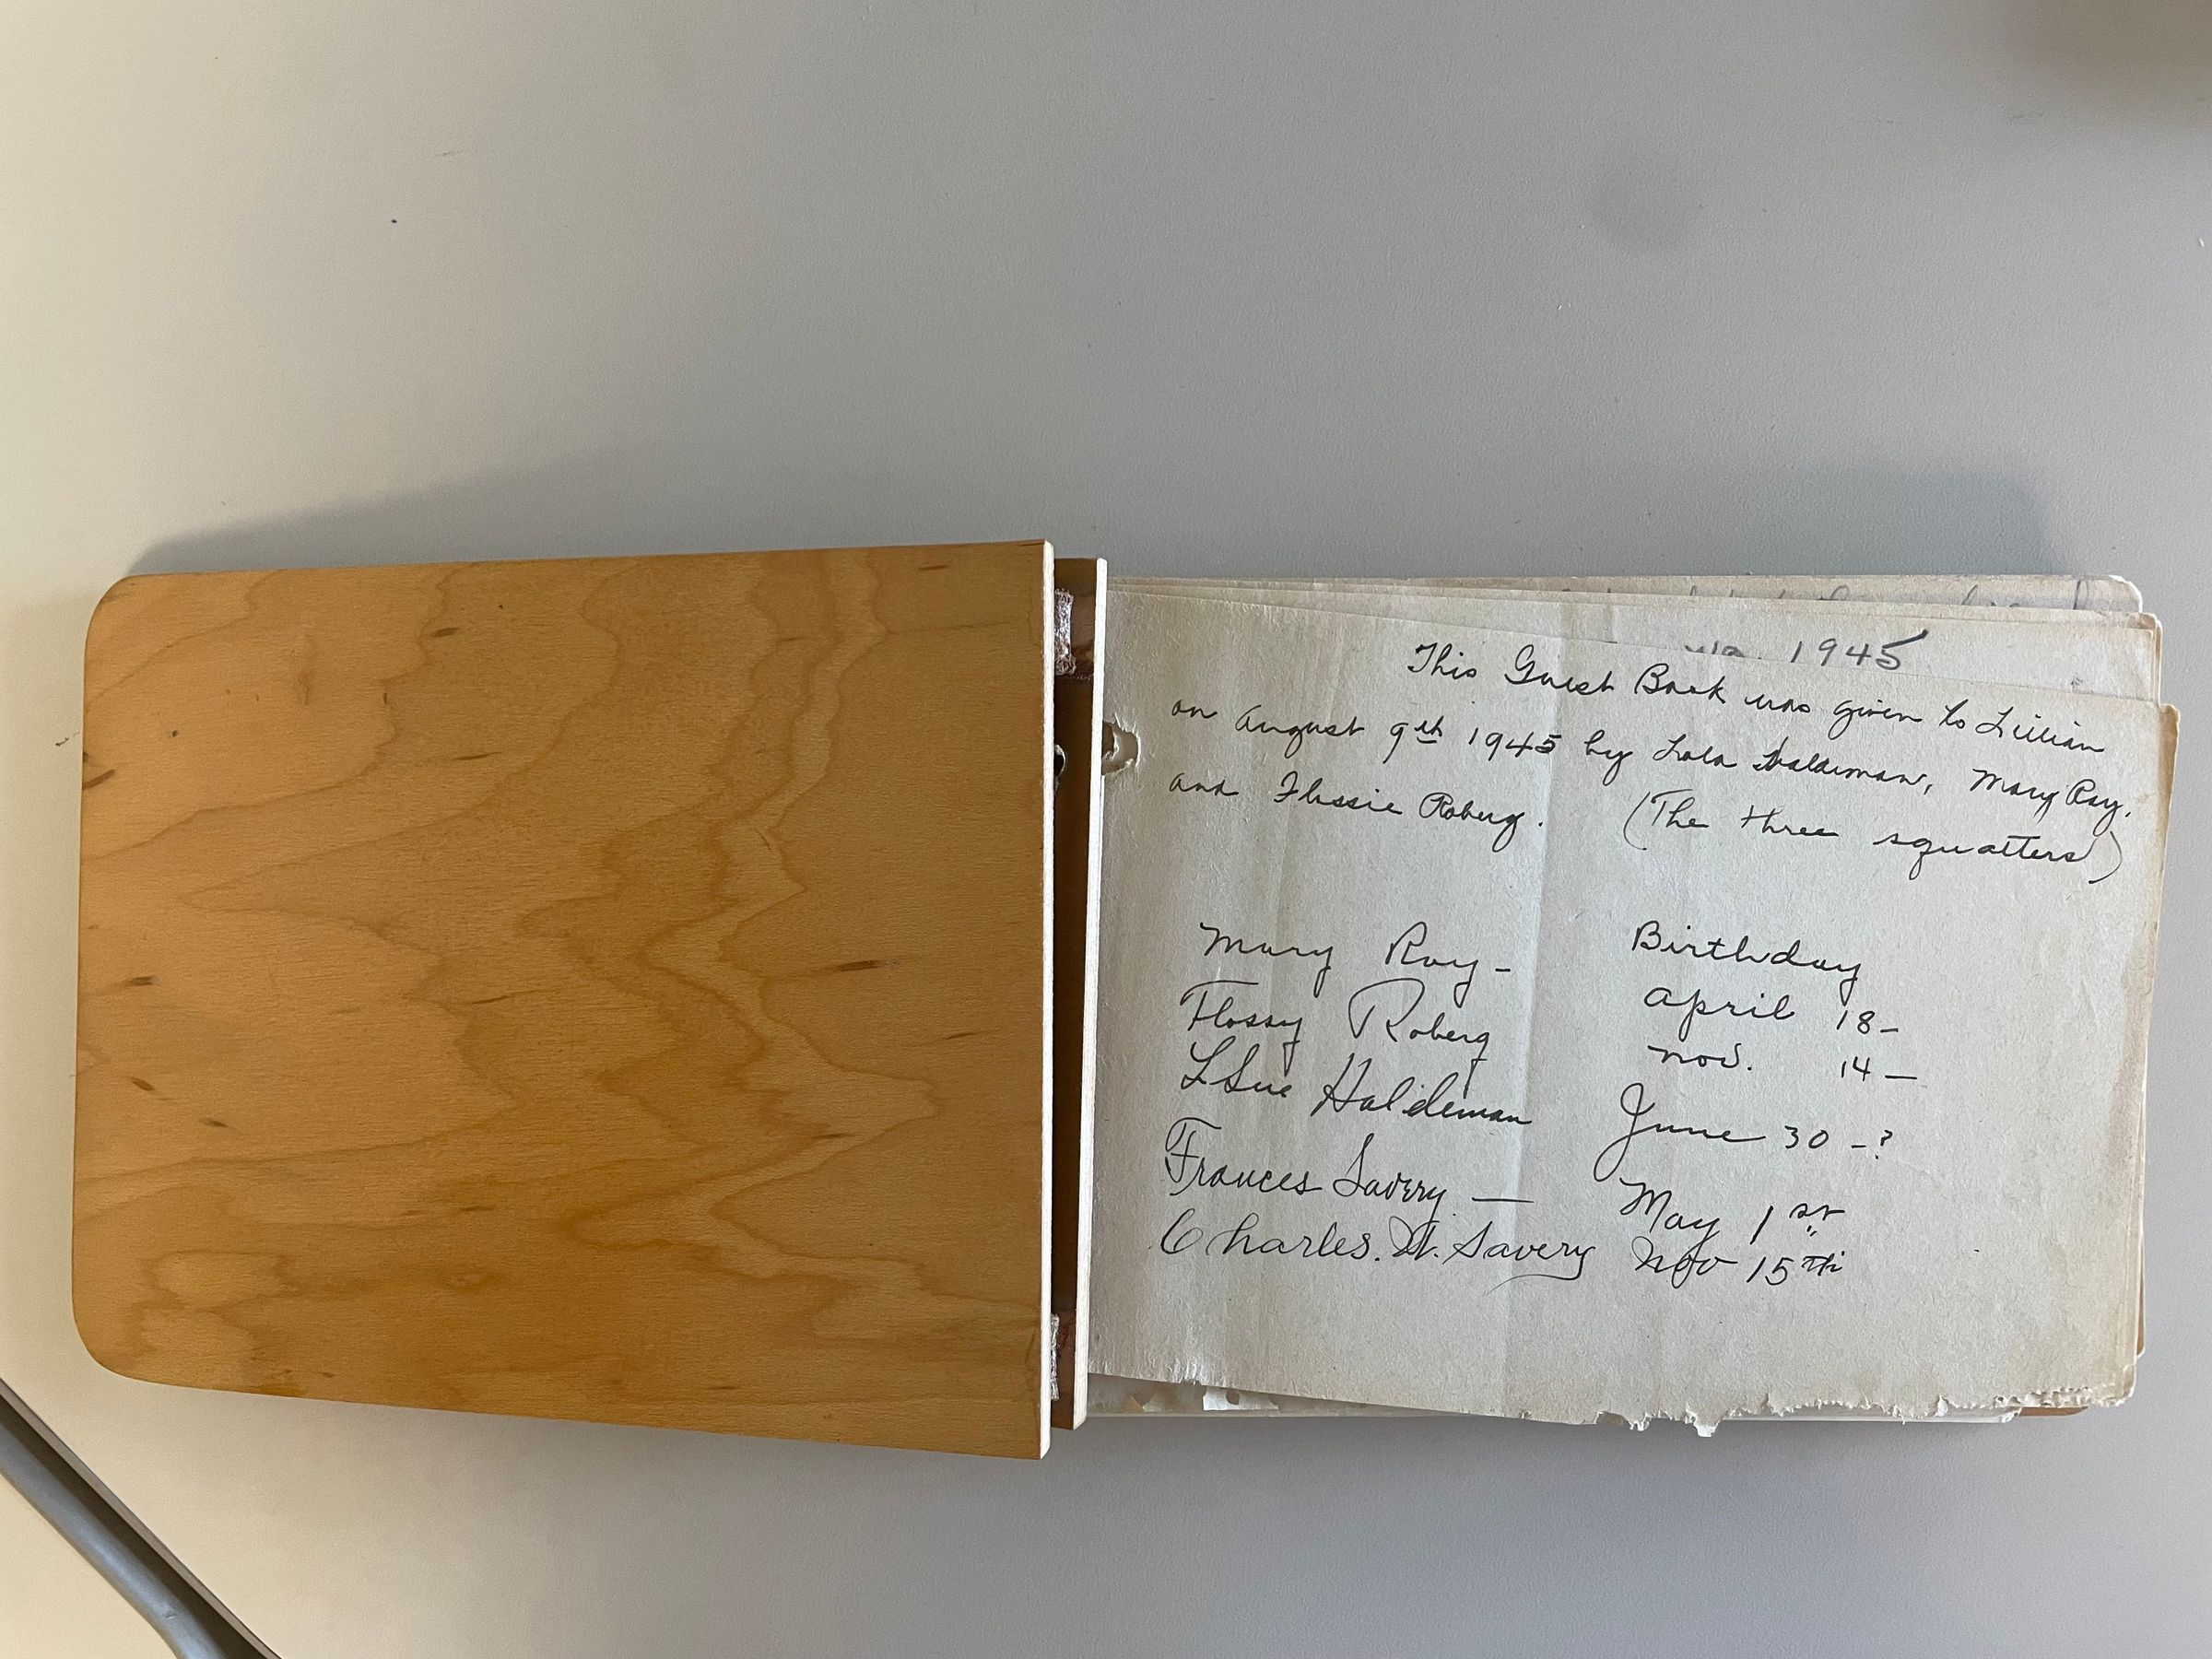 1945
This Guest Book was given to Lillian
on August 9th 1945 by Lola Haldeman, Mary Ray,
and Flossie Roberg. (The three squatters)
Birthday
Mary Ray - April 18 -
Flossy Roberg Nov. 14 -
L Sue Haldeman June 30 - ?
Frances Savery — May 1st
Charles. W. Savery Nov 15th